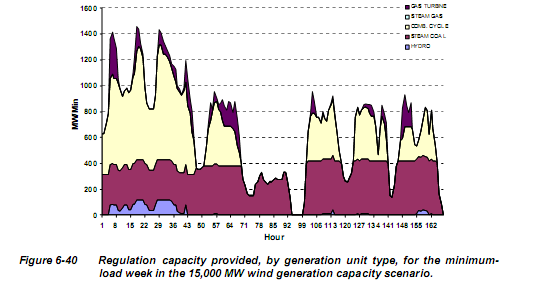 GAS TURBINE
STEAM GAS
COMB. CYCLE
STEAM COAL
HYDRO
1600
1400
1200
1000
800
600
400
200
0
MW/Min
1 8 15 22 29 36 43 50 57 64 71 78 85 92 99 106 113 120 127 134 141 148 155 162
Hour
Figure 6-40 Regulation capacity provided, by generation unit type, for the minimum-
load week in the 15,000 MW wind generation capacity scenario.